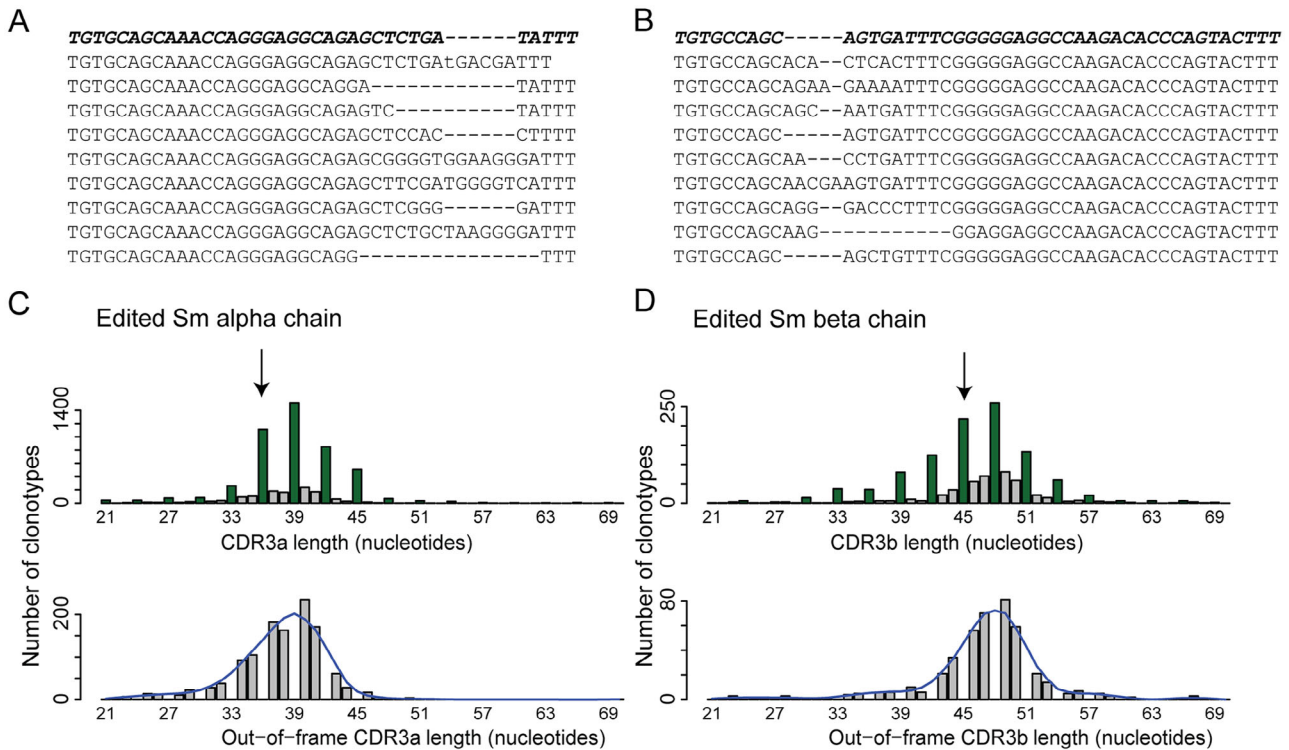 A
TGTGCAGCAAACCAGGGAGGCAGAGCTCTGA------TATTT
TGTGCAGCAAACCAGGGAGGCAGAGCTCTGAtGACGATTT
TGTGCAGCAAACCAGGGAGGCAGGA------------TATTT
TGTGCAGCAAACCAGGGAGGCAGAGTC----------TATTT
TGTGCAGCAAACCAGGGAGGCAGAGCTCCAC------CTTTT
TGTGCAGCAAACCAGGGAGGCAGAGCGGGGTGGAAGGGATTT
TGTGCAGCAAACCAGGGAGGCAGAGCTTCGATGGGGTCATTT
TGTGCAGCAAACCAGGGAGGCAGAGCTCGGG------GATTT
TGTGCAGCAAACCAGGGAGGCAGAGCTCTGCTAAGGGGATTT
TGTGCAGCAAACCAGGGAGGCAGG---------------TTT
B
TGTGCCAGC-----AGTGATTTCGGGGGAGGCCAAGACACCCAGTACTTT
TGTGCCAGCACA--CTCACTTTCGGGGGAGGCCAAGACACCCAGTACTTT
TGTGCCAGCAGAA-GAAAATTTCGGGGGAGGCCAAGACACCCAGTACTTT
TGTGCCAGCAGC--AATGATTTCGGGGGAGGCCAAGACACCCAGTACTTT
TGTGCCAGC-----AGTGATTCCGGGGGAGGCCAAGACACCCAGTACTTT
TGTGCCAGCAA---CCTGATTTCGGGGGAGGCCAAGACACCCAGTACTTT
TGTGCCAGCAACGAAGTGATTTCGGGGGAGGCCAAGACACCCAGTACTTT
TGTGCCAGCAGG--GACCCTTTCGGGGGAGGCCAAGACACCCAGTACTTT
TGTGCCAGCAAG-----------GGAGGAGGCCAAGACACCCAGTACTTT
TGTGCCAGC-----AGCTGTTTCGGGGGAGGCCAAGACACCCAGTACTTT
C
Edited Sm alpha chain
Number of clonotypes
1400
0
21 27 33 39 45 51 57 63 69
CDR3a length (nucleotides)
200
0
21 27 33 39 45 51 57 63 69
Out-of-frame CDR3a length (nucleotides)
D
Edited Sm beta chain
Number of clonotypes
250
0
21 27 33 39 45 51 57 63 69
CDR3b length (nucleotides)
80
0
21 27 33 39 45 51 57 63 69
Out-of-frame CDR3b length (nucleotides)